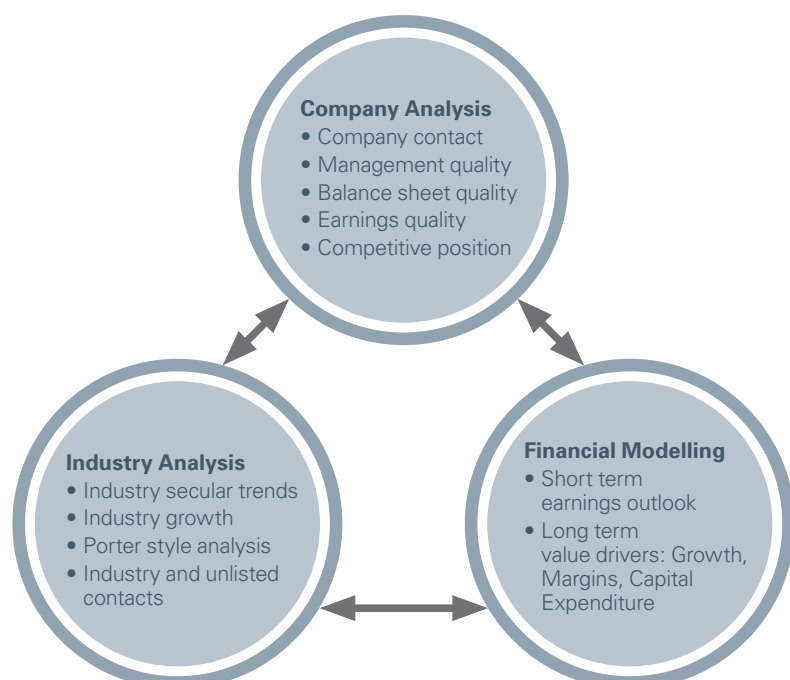 Company Analysis
• Company contact
• Management quality
• Balance sheet quality
• Earnings quality
• Competitive position
Industry Analysis
• Industry secular trends
• Industry growth
• Porter style analysis
• Industry and unlisted
contacts
Financial Modelling
• Short term
earnings outlook
• Long term
value drivers: Growth,
Margins, Capital
Expenditure